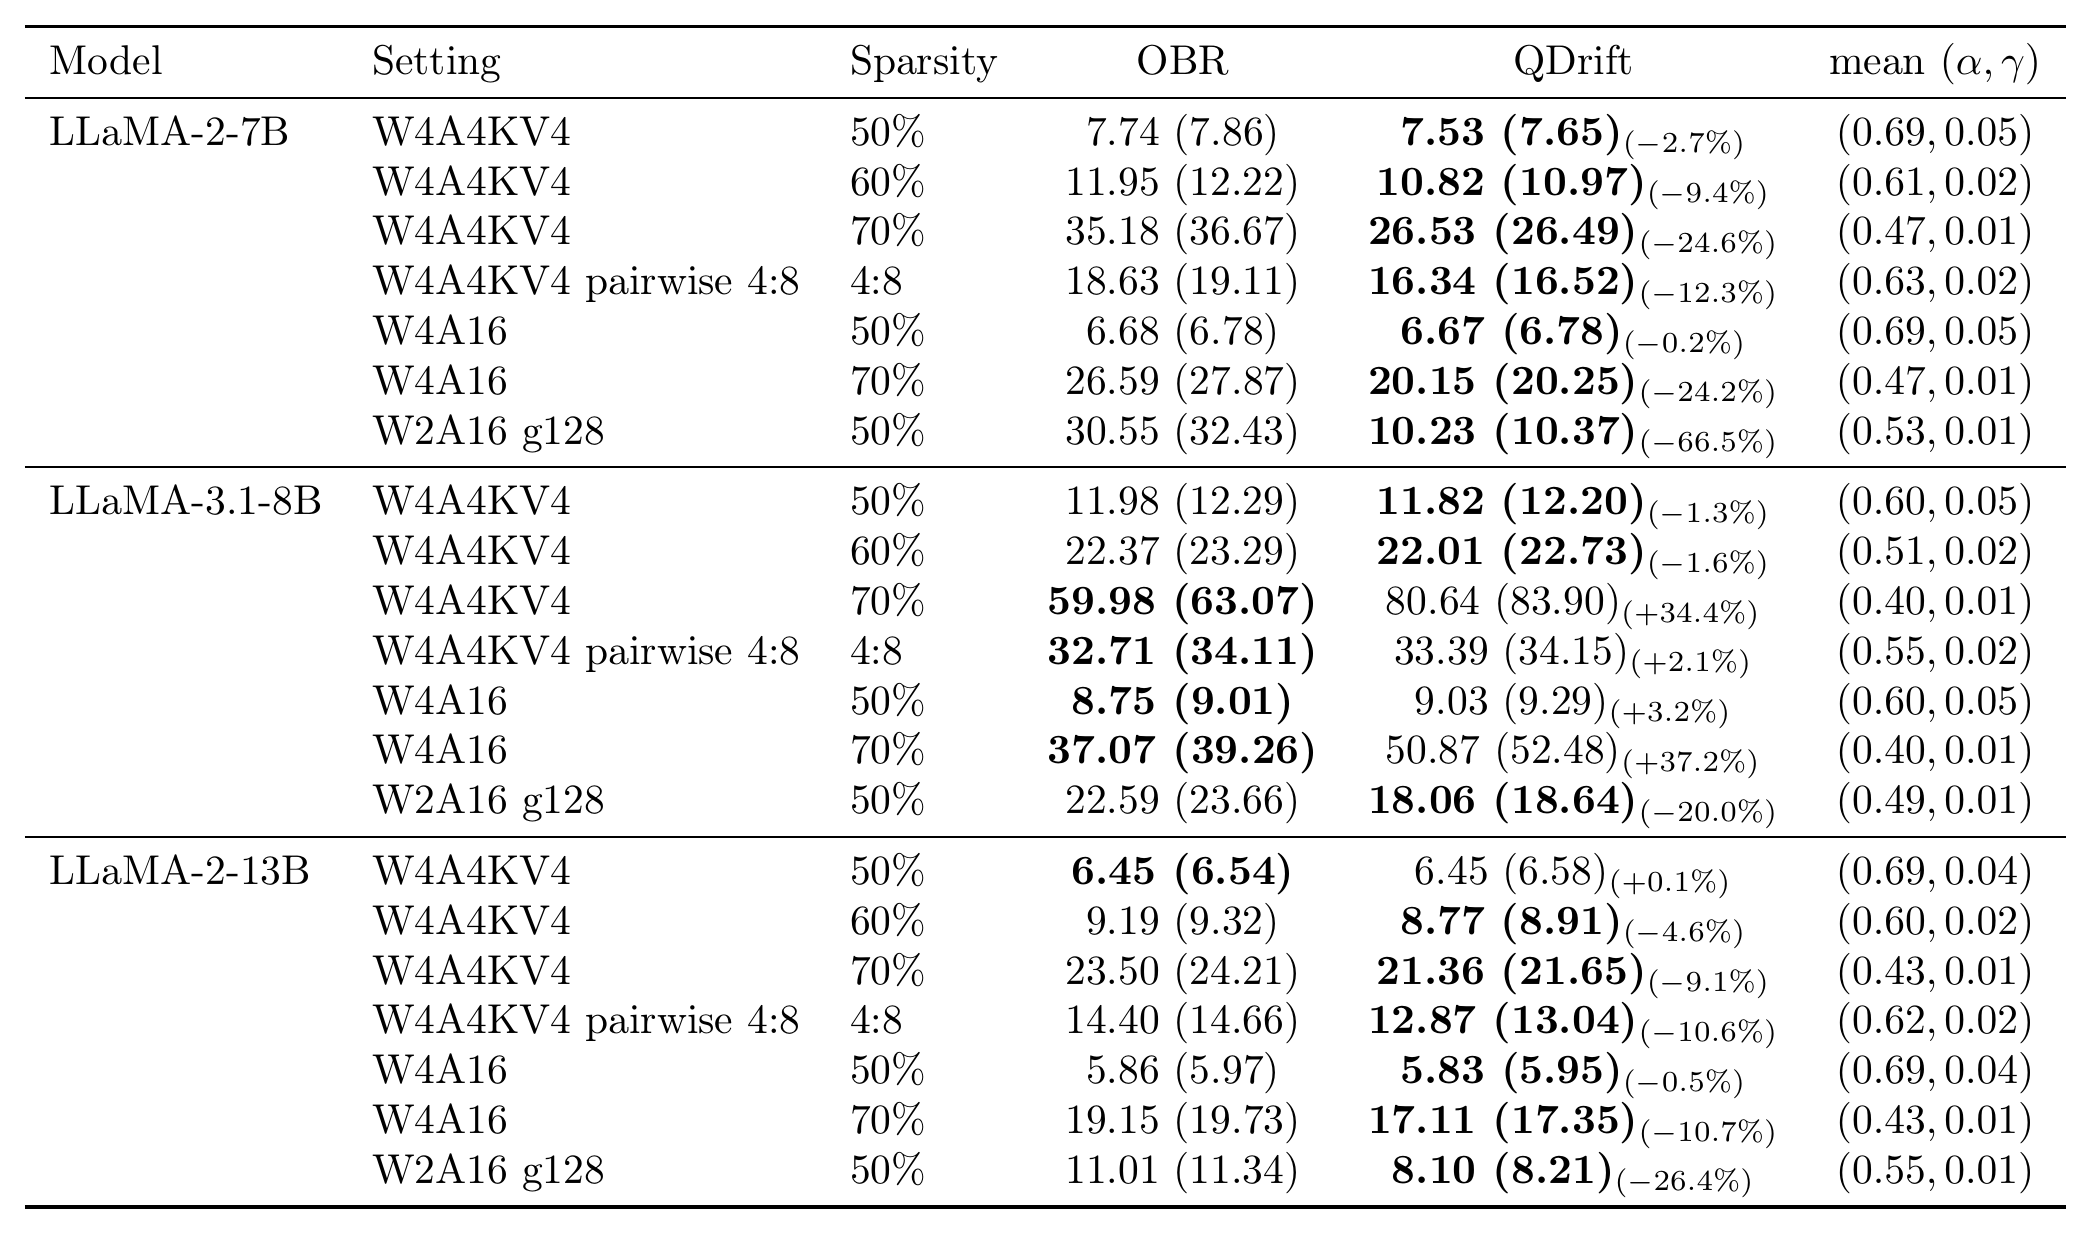 Model Setting Sparsity OBR QDrift mean (α, γ)
LLaMA-2-7B W4A4KV4 50% 7.74 (7.86) 7.53 (7.65)(−2.7%) (0.69, 0.05)
W4A4KV4 60% 11.95 (12.22) 10.82 (10.97)(−9.4%) (0.61, 0.02)
W4A4KV4 70% 35.18 (36.67) 26.53 (26.49)(−24.6%) (0.47, 0.01)
W4A4KV4 pairwise 4:8 4:8 18.63 (19.11) 16.34 (16.52)(−12.3%) (0.63, 0.02)
W4A16 50% 6.68 (6.78) 6.67 (6.78)(−0.2%) (0.69, 0.05)
W4A16 70% 26.59 (27.87) 20.15 (20.25)(−24.2%) (0.47, 0.01)
W2A16 g128 50% 30.55 (32.43) 10.23 (10.37)(−66.5%) (0.53, 0.01)
LLaMA-3.1-8B W4A4KV4 50% 11.98 (12.29) 11.82 (12.20)(−1.3%) (0.60, 0.05)
W4A4KV4 60% 22.37 (23.29) 22.01 (22.73)(−1.6%) (0.51, 0.02)
W4A4KV4 70% 59.98 (63.07) 80.64 (83.90)(+34.4%) (0.40, 0.01)
W4A4KV4 pairwise 4:8 4:8 32.71 (34.11) 33.39 (34.15)(+2.1%) (0.55, 0.02)
W4A16 50% 8.75 (9.01) 9.03 (9.29)(+3.2%) (0.60, 0.05)
W4A16 70% 37.07 (39.26) 50.87 (52.48)(+37.2%) (0.40, 0.01)
W2A16 g128 50% 22.59 (23.66) 18.06 (18.64)(−20.0%) (0.49, 0.01)
LLaMA-2-13B W4A4KV4 50% 6.45 (6.54) 6.45 (6.58)(+0.1%) (0.69, 0.04)
W4A4KV4 60% 9.19 (9.32) 8.77 (8.91)(−4.6%) (0.60, 0.02)
W4A4KV4 70% 23.50 (24.21) 21.36 (21.65)(−9.1%) (0.43, 0.01)
W4A4KV4 pairwise 4:8 4:8 14.40 (14.66) 12.87 (13.04)(−10.6%) (0.62, 0.02)
W4A16 50% 5.86 (5.97) 5.83 (5.95)(−0.5%) (0.69, 0.04)
W4A16 70% 19.15 (19.73) 17.11 (17.35)(−10.7%) (0.43, 0.01)
W2A16 g128 50% 11.01 (11.34) 8.10 (8.21)(−26.4%) (0.55, 0.01)